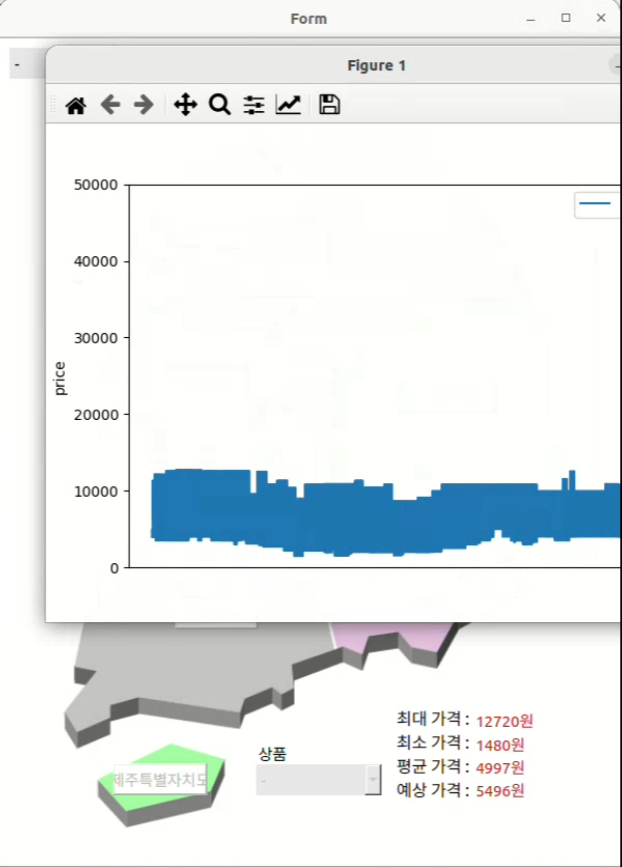 Form
-
Figure 1
50000
40000
30000
20000
10000
0
price
제주특별자치도
상품
-
최대 가격 : 12720원
최소 가격 : 1480원
평균 가격 : 4997원
예상 가격 : 5496원